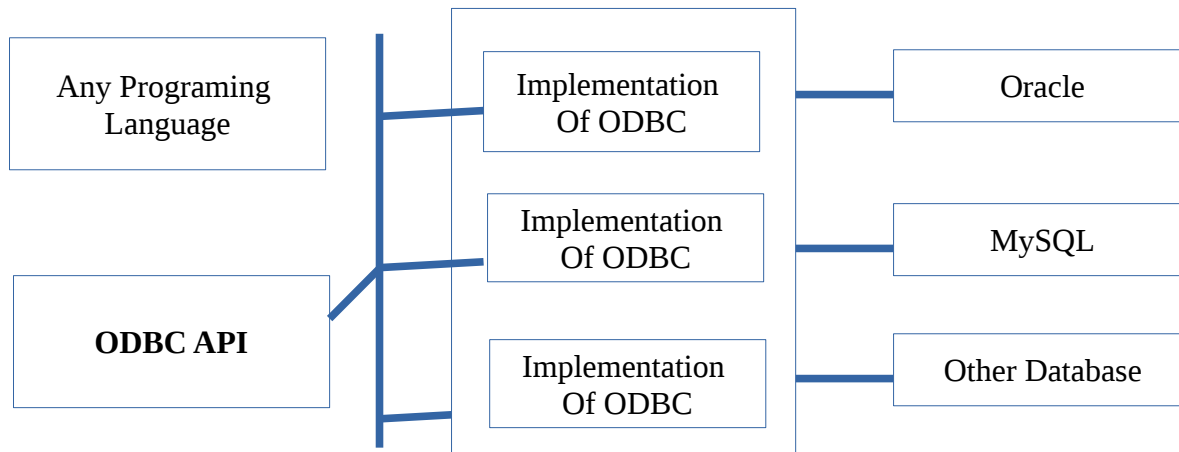 Any Programing
Language
ODBC API
Implementation
Of ODBC
Implementation
Of ODBC
Implementation
Of ODBC
Oracle
MySQL
Other Database